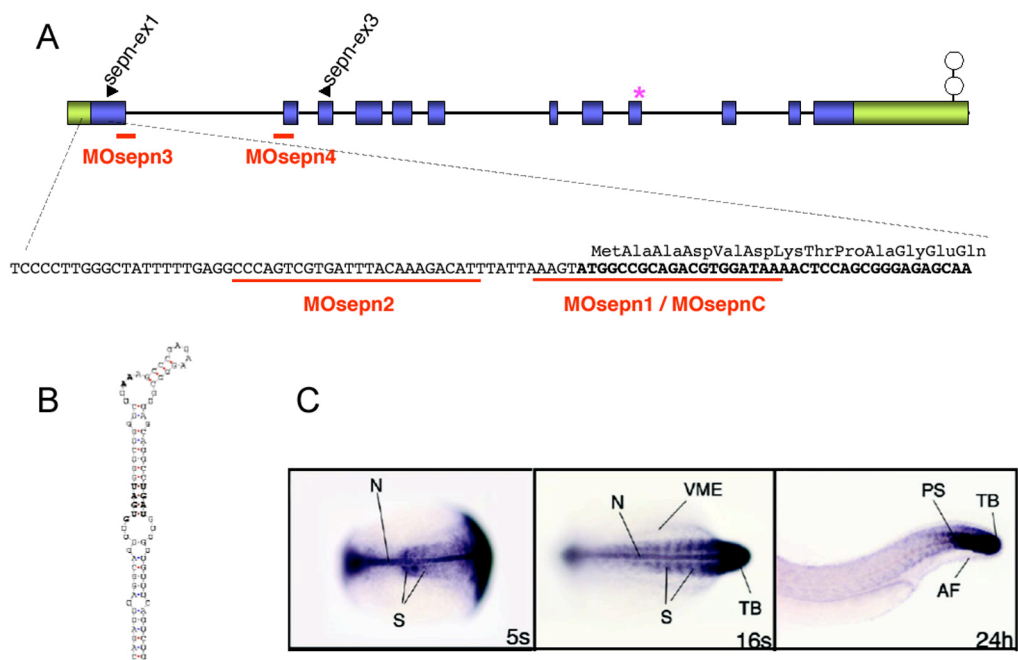 A
sepn-ex1
sepn-ex3
*
MOsepn3
MOsepn4
MetAlaAlaAspValAspLysThrProAlaGlyGluGln
TCCCCTTGGGCTATTTTTGAGGCCCAGTCGTGATTTACAAAGACATTTATTAAAGTATGGCCGCAGACGTGGATAAAACTCCAGCGGGAGAGCAA
MOsepn2
MOsepn1 / MOsepnC
B
C
N
S
5s
N
VME
S
TB
16s
PS
TB
AF
24h